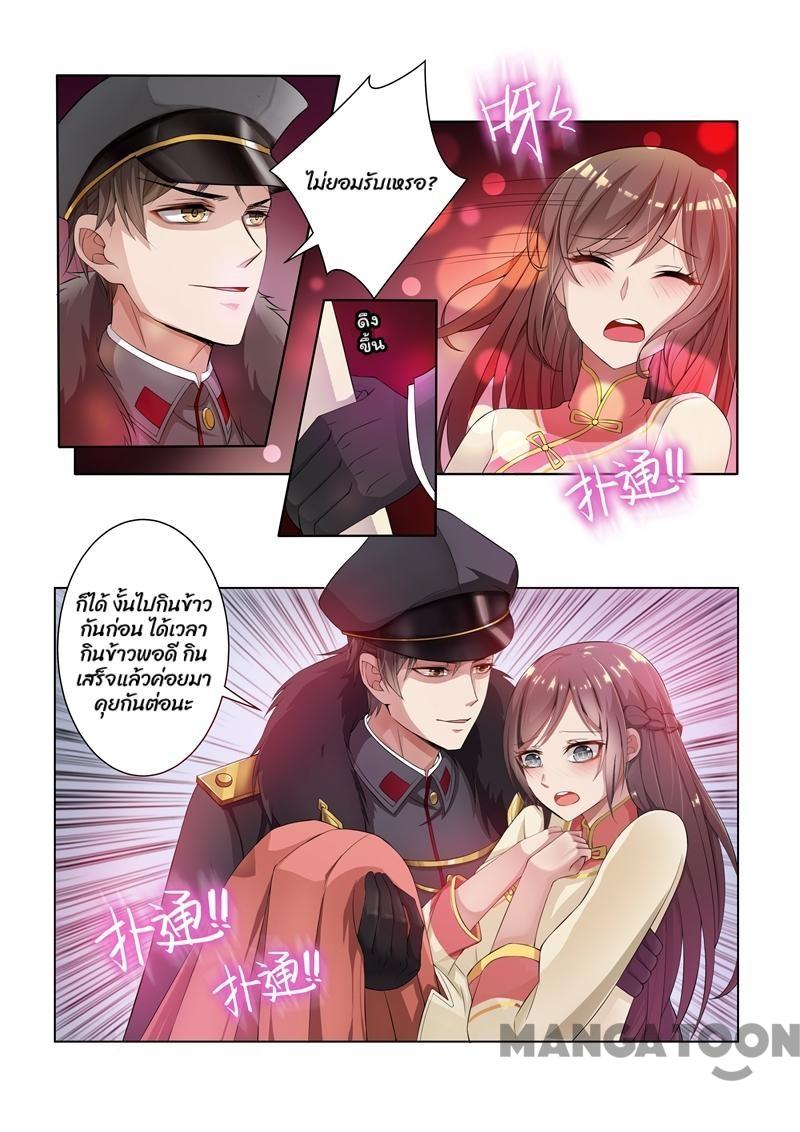 呀々
ไม่ยอมรับเหรอ?
ดึง
ขึ้น
扑通!!
ก็ได้ งั้นไปกินข้าว
กันก่อน ได้เวลา
กินข้าวพอดี กิน
เสร็จแล้วค่อยมา
คุยกันต่อนะ
扑通!!
扑通!!
MANGATOON